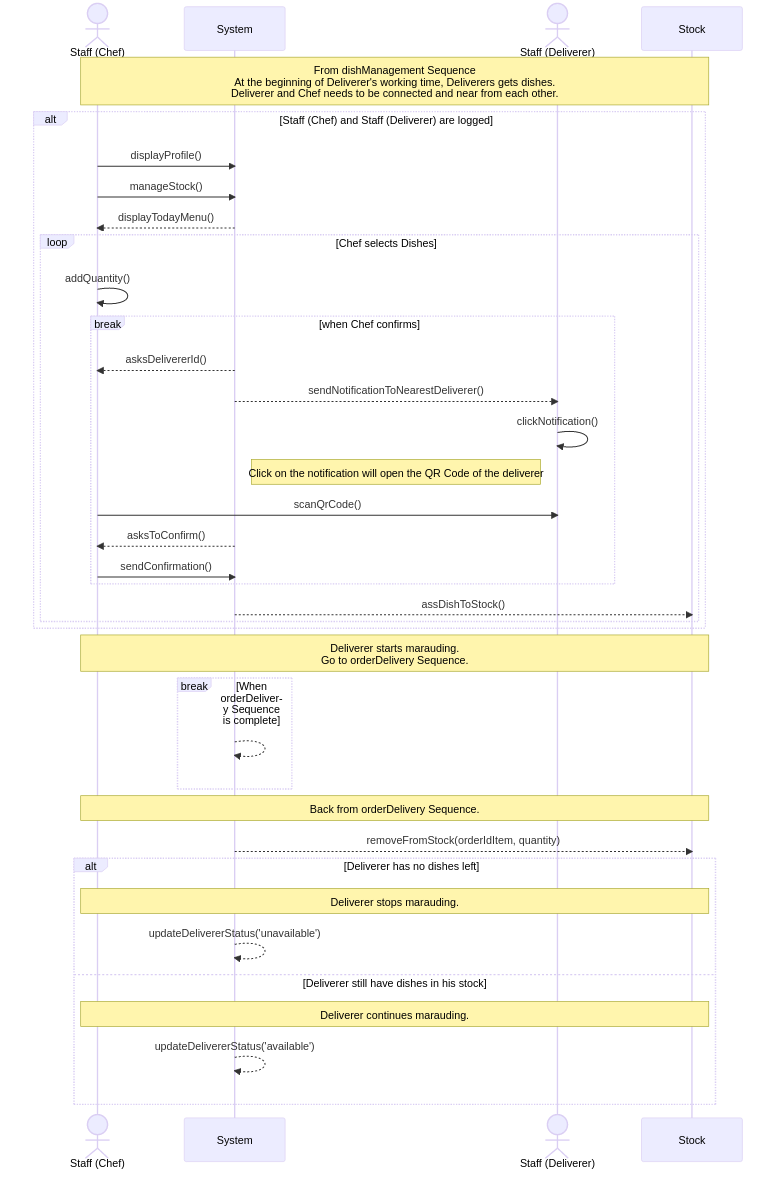 Staff (Chef)
System
Staff (Deliverer)
Stock
From dishManagement Sequence
At the beginning of Deliverer's working time, Deliverers gets dishes.
Deliverer and Chef needs to be connected and near from each other.
alt
[Staff (Chef) and Staff (Deliverer) are logged]
displayProfile()
manageStock()
displayTodayMenu()
loop
[Chef selects Dishes]
addQuantity()
break
[when Chef confirms]
asksDelivererId()
sendNotificationToNearestDeliverer()
clickNotification()
Click on the notification will open the QR Code of the deliverer
scanQrCode()
asksToConfirm()
sendConfirmation()
assDishToStock()
Deliverer starts marauding.
Go to orderDelivery Sequence.
break
[When
orderDeliver-
y Sequence
is complete]
Back from orderDelivery Sequence.
removeFromStock(orderIdItem, quantity)
alt
[Deliverer has no dishes left]
Deliverer stops marauding.
updateDelivererStatus('unavailable')
[Deliverer still have dishes in his stock]
Deliverer continues marauding.
updateDelivererStatus('available')
Staff (Chef)
System
Staff (Deliverer)
Stock